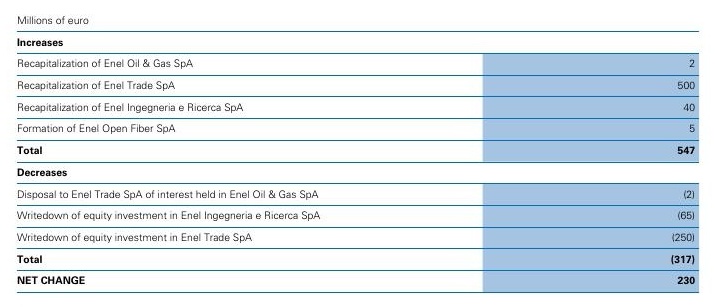 Millions of euro
Increases
Recapitalization of Enel Oil & Gas SpA 2
Recapitalization of Enel Trade SpA 500
Recapitalization of Enel Ingegneria e Ricerca SpA 40
Formation of Enel Open Fiber SpA 5
Total 547
Decreases
Disposal to Enel Trade SpA of interest held in Enel Oil & Gas SpA (2)
Writedown of equity investment in Enel Ingegneria e Ricerca SpA (65)
Writedown of equity investment in Enel Trade SpA (250)
Total (317)
NET CHANGE 230